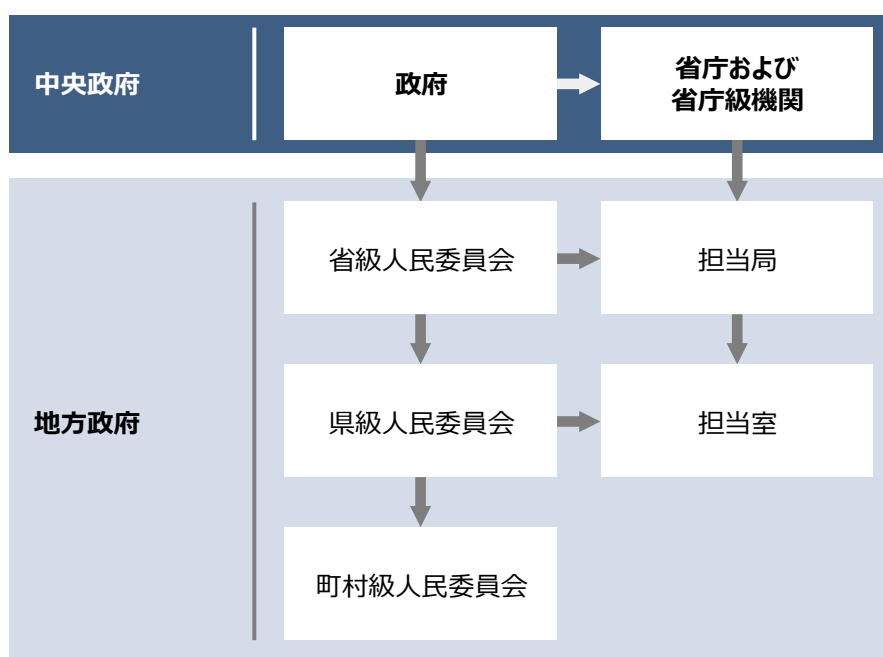 中央政府
政府
省庁および
省庁級機関
省級人民委員会
担当局
地方政府
県級人民委員会
担当室
町村級人民委員会